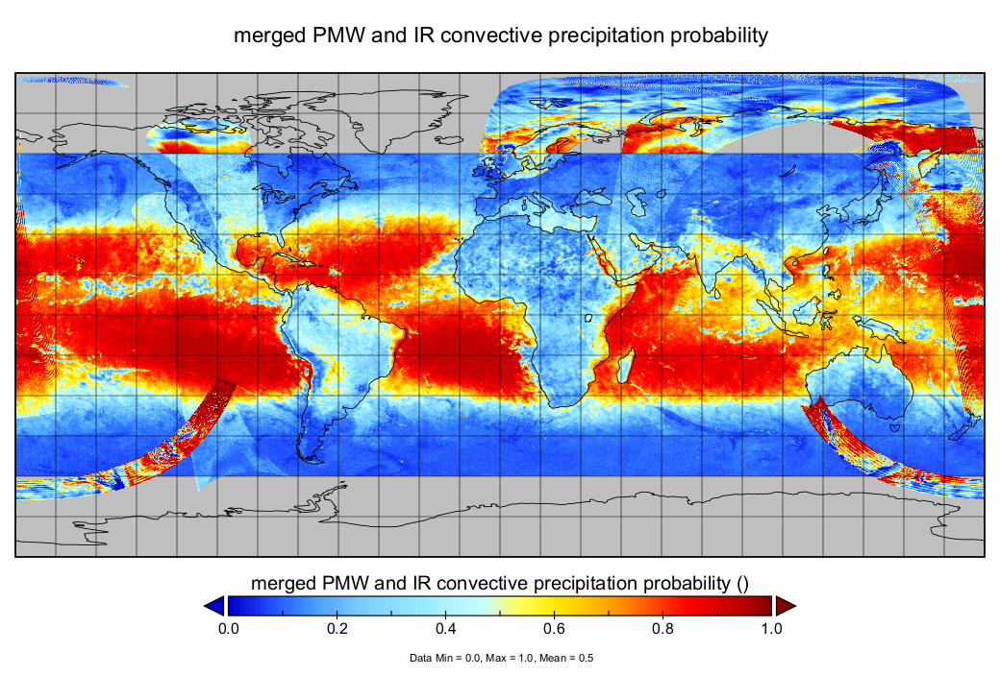 merged PMW and IR convective precipitation probability
merged PMW and IR convective precipitation probability ()
0.0 0.2 0.4 0.6 0.8 1.0
Data Min = 0.0, Max = 1.0, Mean = 0.5